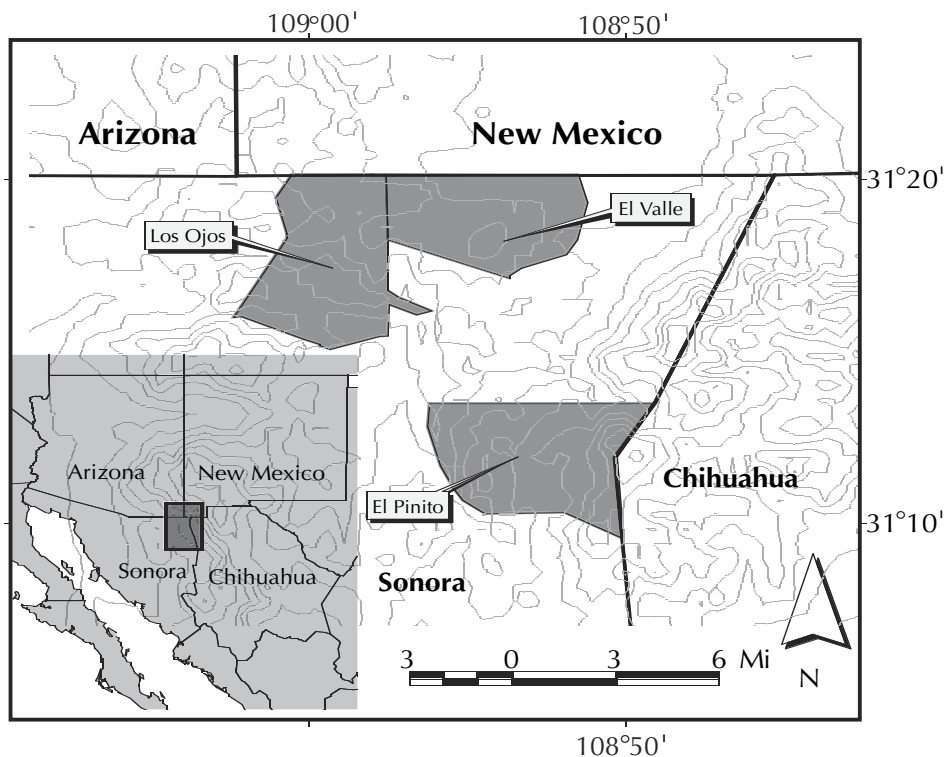 109°00' 108°50'
Arizona New Mexico
31°20'
El Valle
Los Ojos
Arizona New Mexico
Chihuahua
El Pinito
31°10'
Sonora Chihuahua
Sonora
3 0 3 6 Mi
N
108°50'